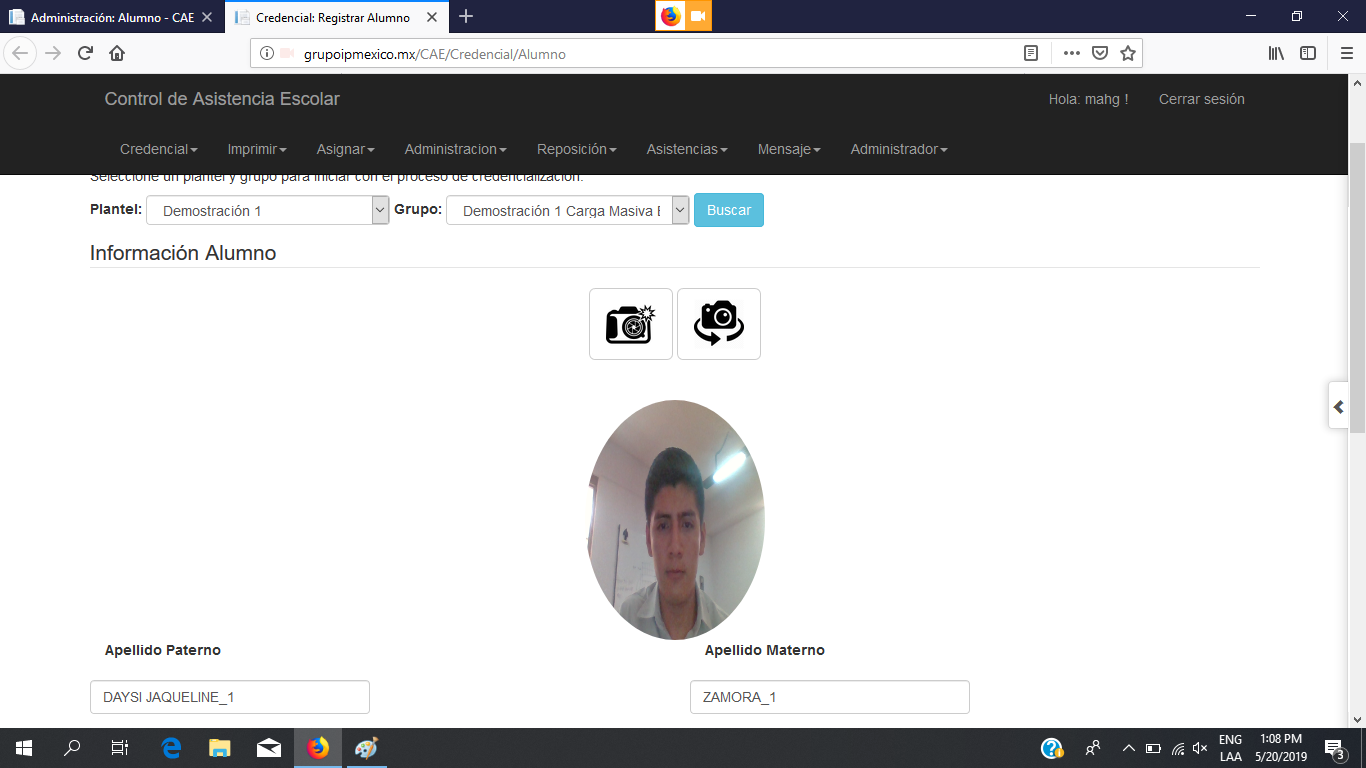 Administración: Alumno - CAE
Credencial: Registrar Alumno
grupoipmexico.mx/CAE/Credencial/Alumno
Control de Asistencia Escolar
Hola: mahg !
Cerrar sesión
Credencial
Imprimir
Asignar
Administracion
Reposición
Asistencias
Mensaje
Administrador
Seleccione un plantel y grupo para iniciar con el proceso de credencialización.
Plantel: Demostración 1 Grupo: Demostración 1 Carga Masiva Buscar
Información Alumno
Apellido Paterno
Apellido Materno
DAYSI JAQUELINE_1
ZAMORA_1
ENG
LAA
1:08 PM
5/20/2019
3